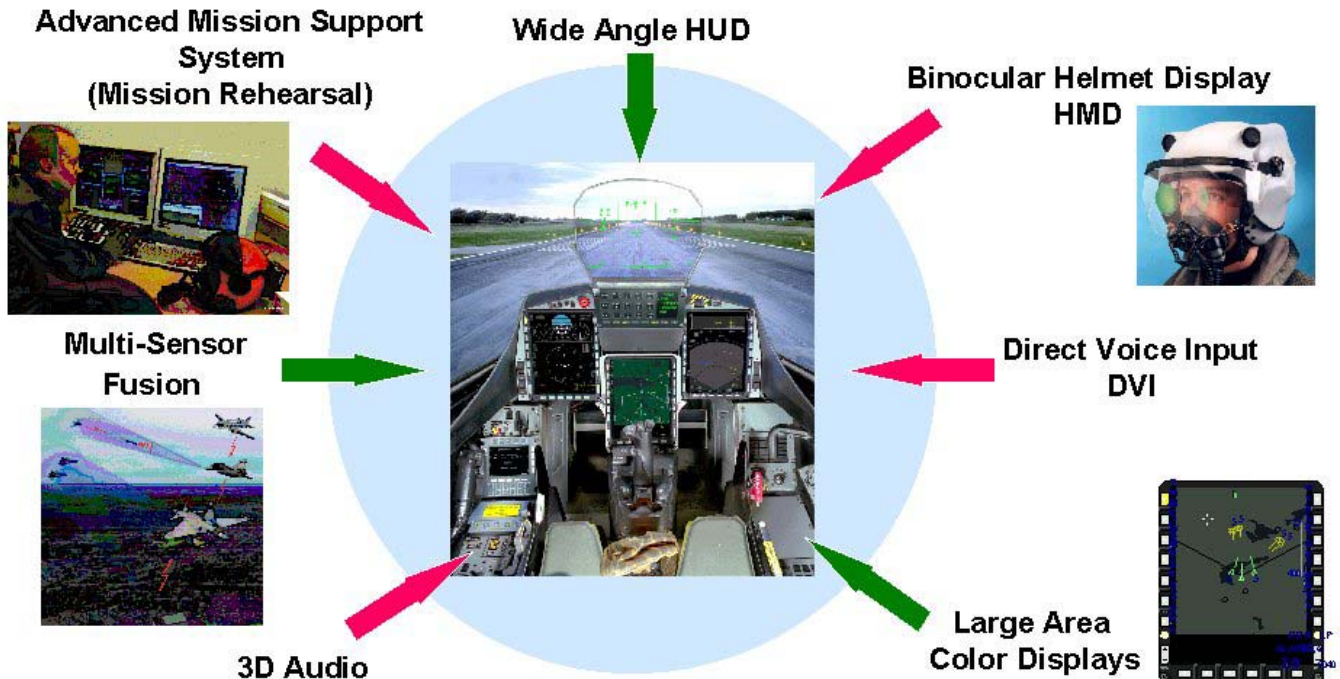 Advanced Mission Support
System
(Mission Rehearsal)
Wide Angle HUD
Binocular Helmet Display
HMD
Multi-Sensor
Fusion
Direct Voice Input
DVI
3D Audio
Large Area
Color Displays